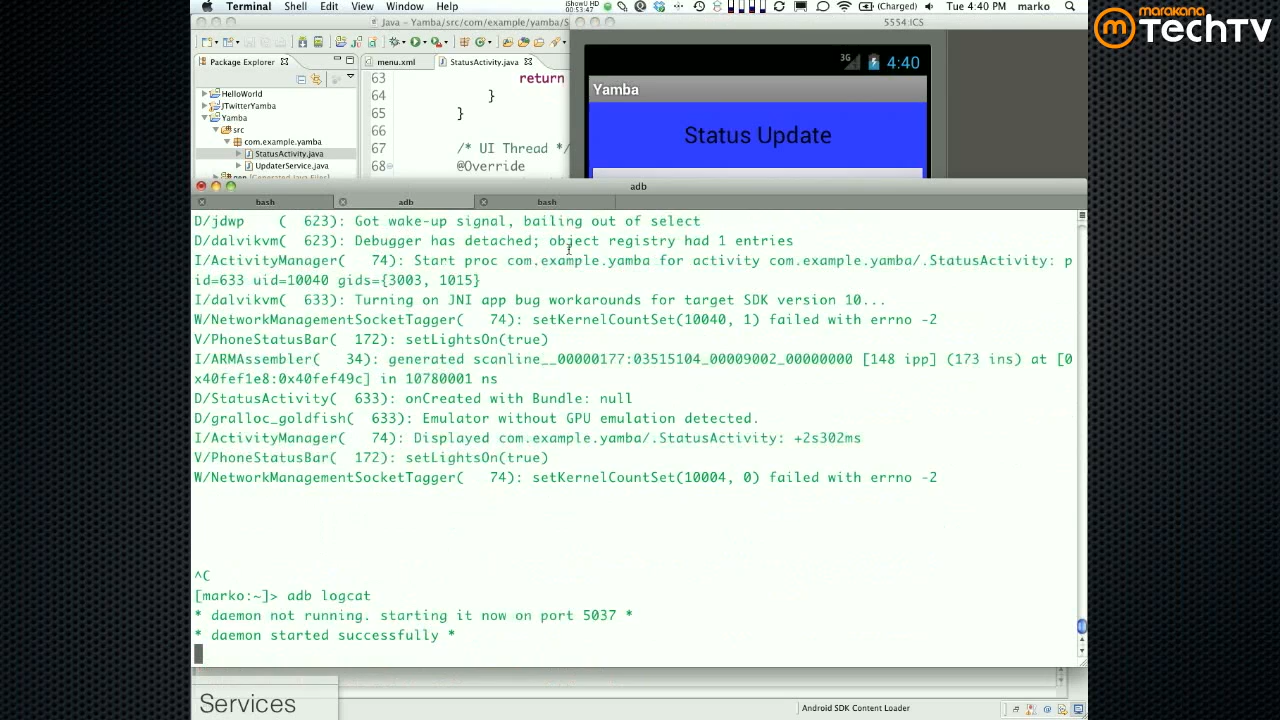 Terminal Shell Edit View Window Help
00:53:47
(Charged) Tue 4:40 PM marko
marakana
TechTV
Java – Yamba/src/com/example/yamba/S
5554:ICS
Package Explorer
menu.xml
StatusActivity.java
HelloWorld
JTwitterYamba
Yamba
src
com.example.yamba
StatusActivity.java
UpdaterService.java
63 return
64 }
65 }
66
67 /* UI Thread */
68 @Override
3G 4:40
Yamba
Status Update
adb
bash adb bash
D/jdwp ( 623): Got wake-up signal, bailing out of select
D/dalvikvm( 623): Debugger has detached; object registry had 1 entries
I/ActivityManager( 74): Start proc com.example.yamba for activity com.example.yamba/.StatusActivity: p
id=633 uid=10040 gids={3003, 1015}
I/dalvikvm( 633): Turning on JNI app bug workarounds for target SDK version 10...
W/NetworkManagementSocketTagger( 74): setKernelCountSet(10040, 1) failed with errno -2
V/PhoneStatusBar( 172): setLightsOn(true)
I/ARMAssembler( 34): generated scanline__00000177:03515104_00009002_00000000 [148 ipp] (173 ins) at [0
x40fef1e8:0x40fef49c] in 10780001 ns
D/StatusActivity( 633): onCreated with Bundle: null
D/gralloc_goldfish( 633): Emulator without GPU emulation detected.
I/ActivityManager( 74): Displayed com.example.yamba/.StatusActivity: +2s302ms
V/PhoneStatusBar( 172): setLightsOn(true)
W/NetworkManagementSocketTagger( 74): setKernelCountSet(10004, 0) failed with errno -2
^C
[marko:~]> adb logcat
* daemon not running. starting it now on port 5037 *
* daemon started successfully *
Services
Android SDK Content Loader